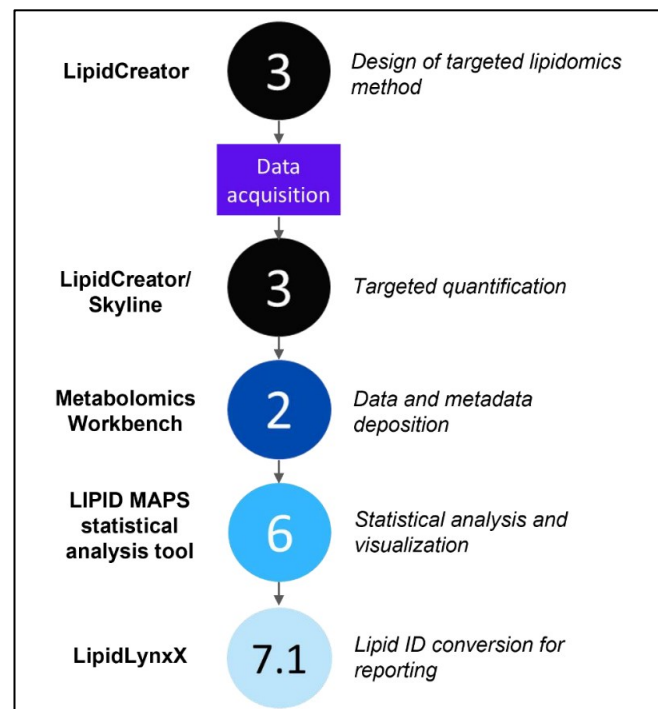 LipidCreator
3
Design of targeted lipidomics
method
Data
acquisition
LipidCreator/
Skyline
3
Targeted quantification
Metabolomics
Workbench
2
Data and metadata
deposition
LIPID MAPS
statistical
analysis tool
6
Statistical analysis and
visualization
LipidLynxX
7.1
Lipid ID conversion for
reporting